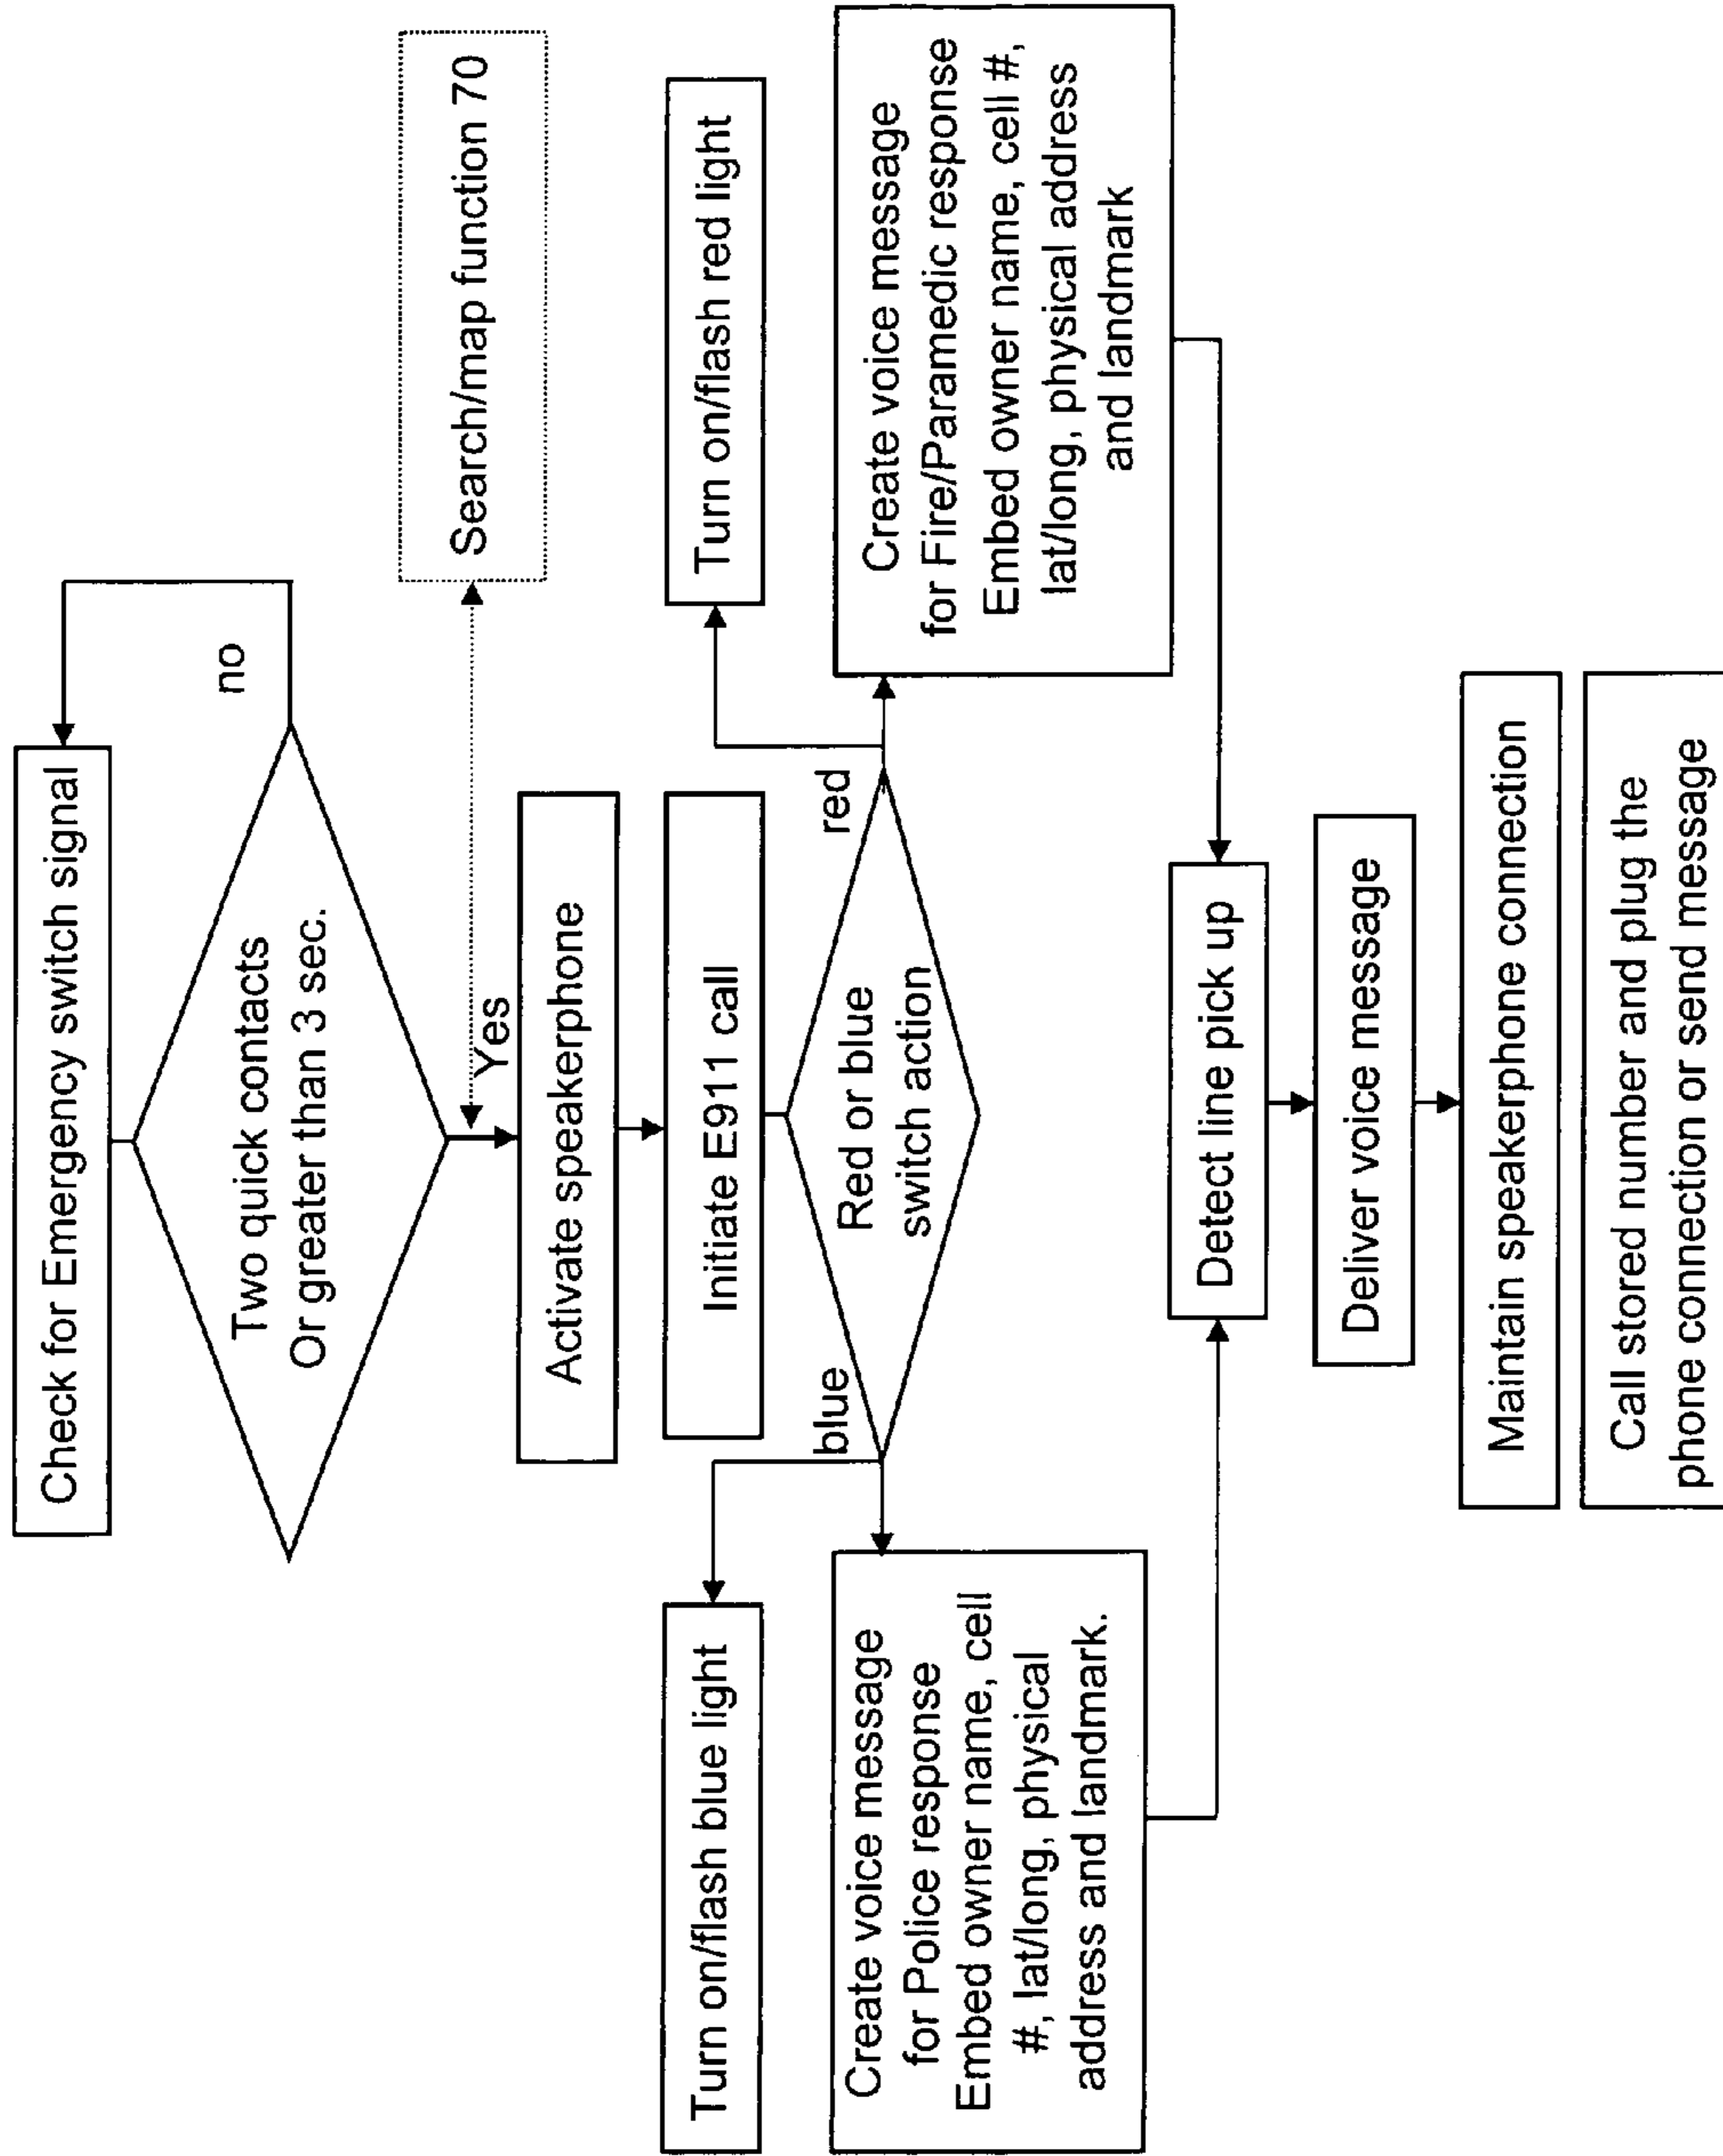 Check for Emergency switch signal
no
Two quick contacts
Or greater than 3 sec.
Yes
Search/map function 70
Activate speakerphone
Initiate E911 call
Turn on/flash blue light
Turn on/flash red light
blue
red
Red or blue
switch action
Create voice message
for Police response
Embed owner name, cell
#, lat/long, physical
address and landmark.
Create voice message
for Fire/Paramedic response
Embed owner name, cell #,
lat/long, physical address
and landmark
Detect line pick up
Deliver voice message
Maintain speakerphone connection
Call stored number and plug the
phone connection or send message